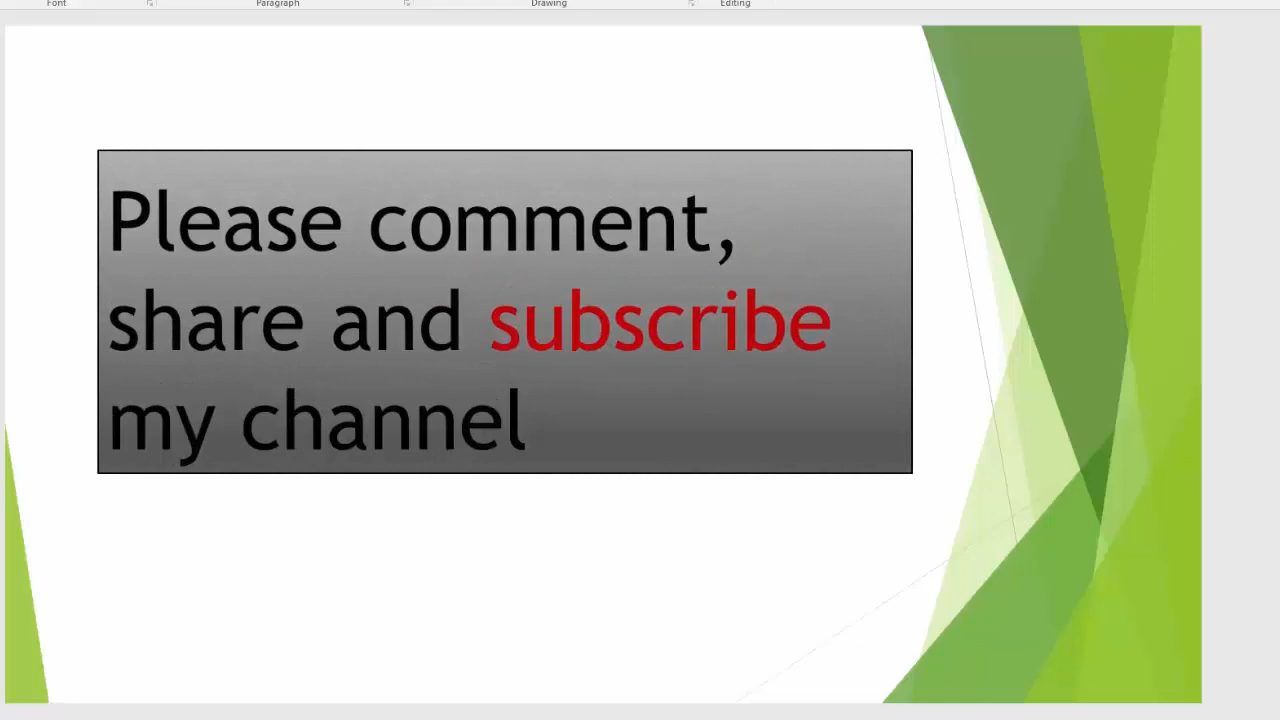 Font Paragraph Drawing Editing
Please comment,
share and subscribe
my channel